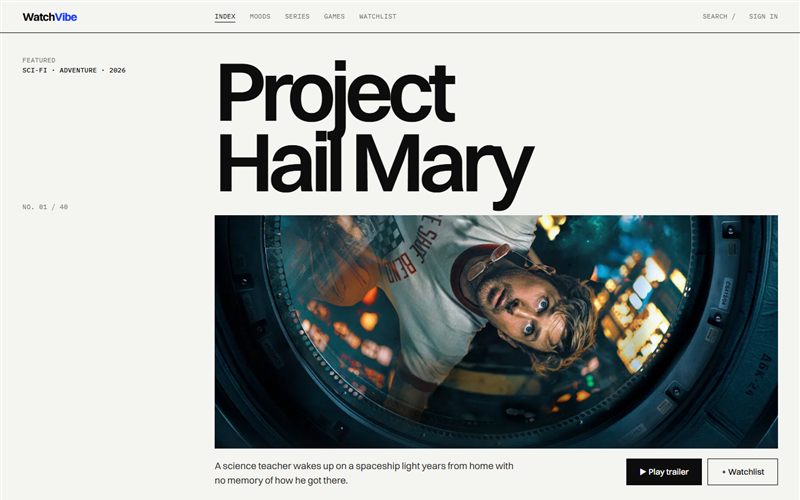 WatchVibe
INDEX MOODS SERIES GAMES WATCHLIST
SEARCH / SIGN IN
FEATURED
SCI-FI · ADVENTURE · 2026
Project
Hail Mary
NO. 01 / 40
A science teacher wakes up on a spaceship light years from home with
no memory of how he got there.
▶ Play trailer
+ Watchlist